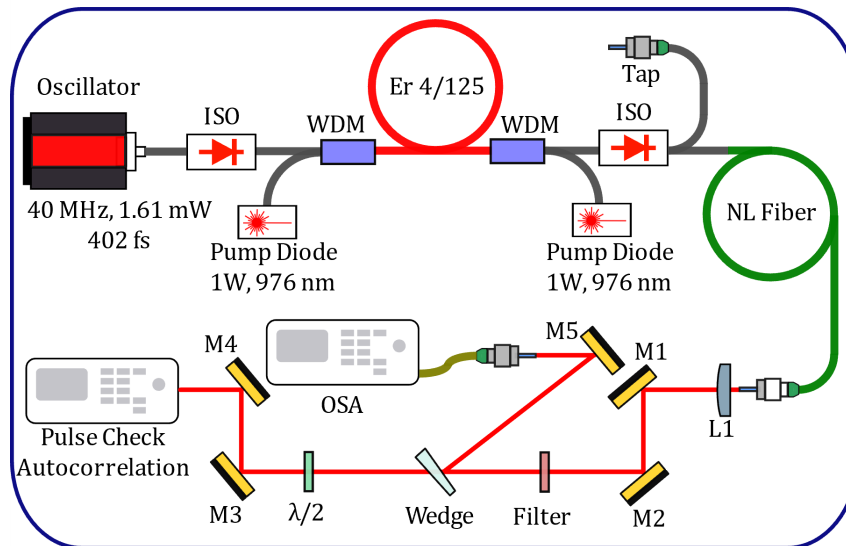 Oscillator
ISO
WDM
Er 4/125
WDM
ISO
Tap
40 MHz, 1.61 mW
402 fs
Pump Diode
1W, 976 nm
Pump Diode
1W, 976 nm
NL Fiber
M4
OSA
M5
M1
L1
Pulse Check
Autocorrelation
M3
λ/2
Wedge
Filter
M2